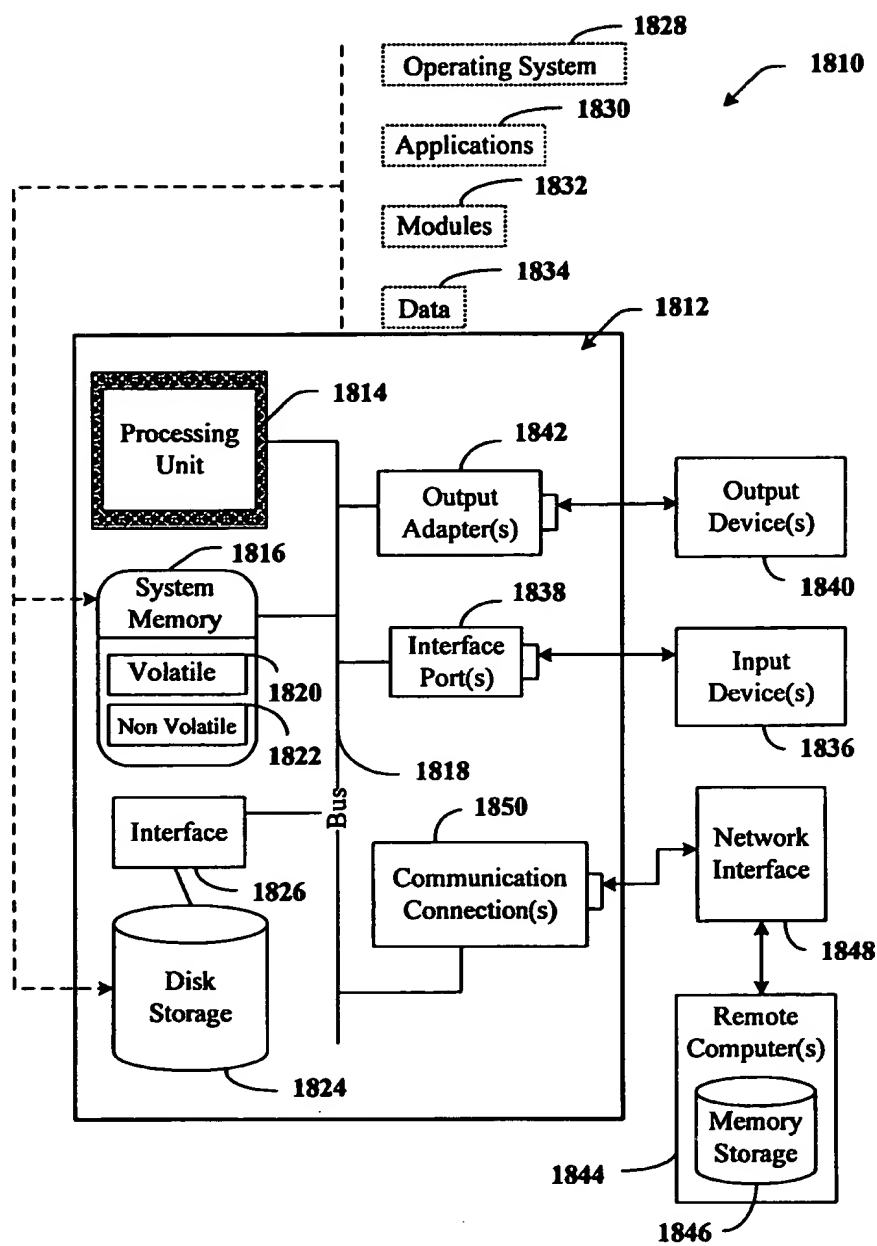 1828
Operating System
1810
1830
Applications
1832
Modules
1834
Data
1812
1814
Processing
Unit
1842
Output
Adapter(s)
Output
Device(s)
1840
1816
System
Memory
Volatile
1820
Non Volatile
1822
1838
Interface
Port(s)
Input
Device(s)
1836
1818
Bus
Interface
1826
1850
Communication
Connection(s)
Network
Interface
1848
Disk
Storage
1824
Remote
Computer(s)
Memory
Storage
1844
1846